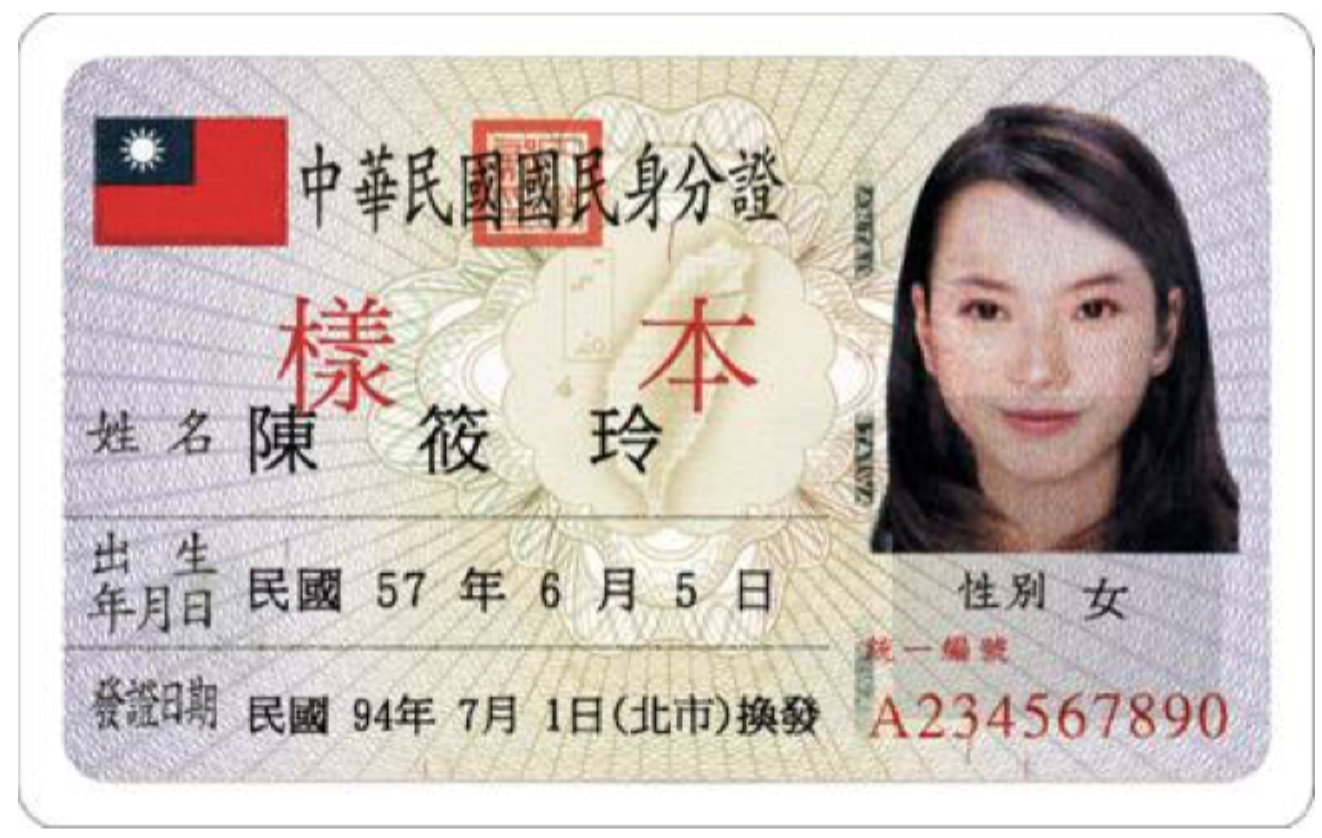 中華民國國民身分證
樣本
姓名 陳筱玲
出生年月日 民國 57 年 6 月 5 日
性別 女
統一編號
發證日期 民國 94年 7月 1日(北市)換發
A234567890